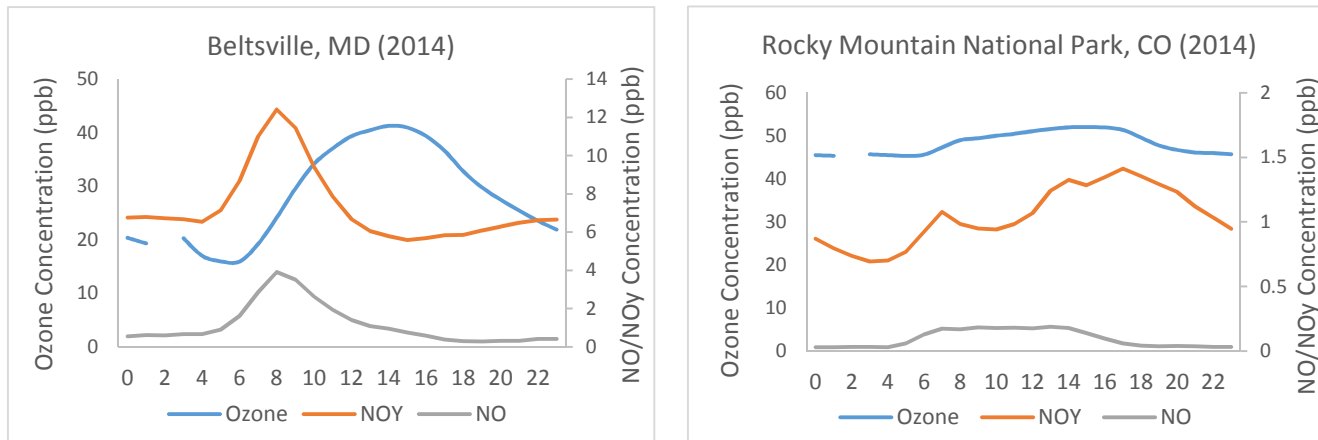 Beltsville, MD (2014)
Ozone Concentration (ppb)
50
40
30
20
10
0
14
12
10
8
6
4
2
0
NO/NOy Concentration (ppb)
0 2 4 6 8 10 12 14 16 18 20 22
Ozone NOY NO
Rocky Mountain National Park, CO (2014)
Ozone Concentration (ppb)
60
50
40
30
20
10
0
2
1.5
1
0.5
0
NO/NOy Concentration (ppb)
0 2 4 6 8 10 12 14 16 18 20 22
Ozone NOY NO